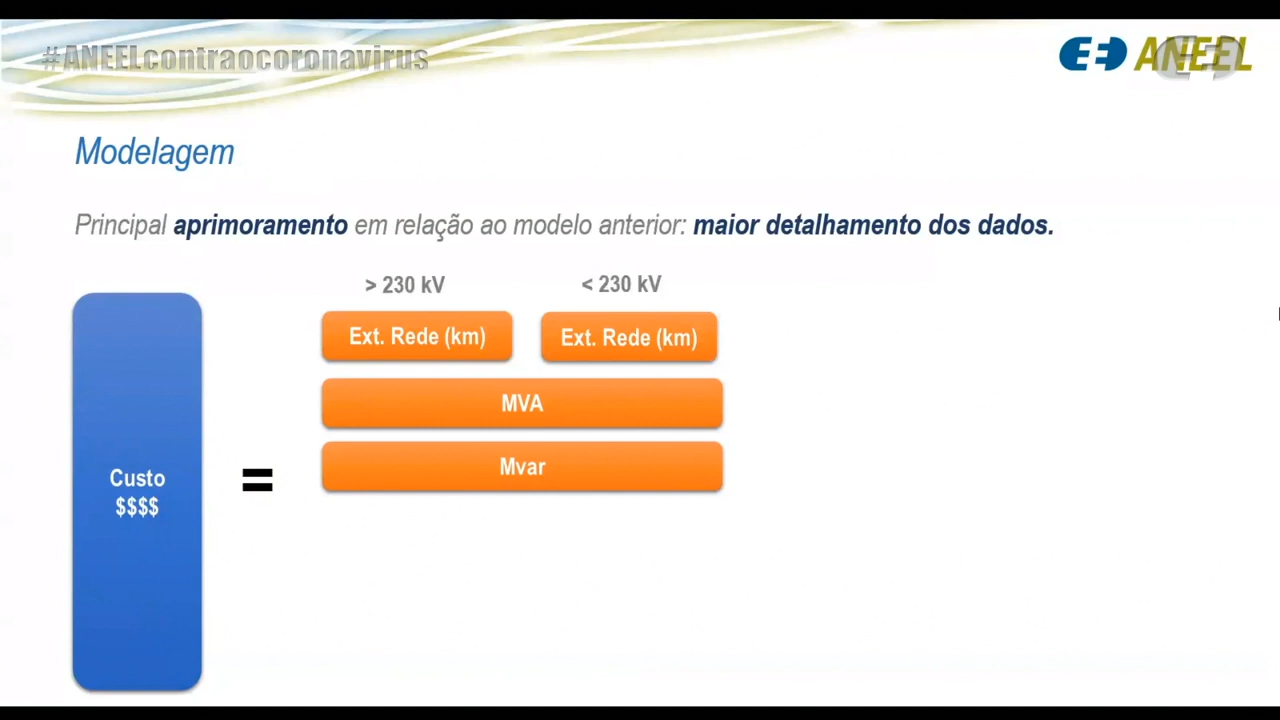 #ANEELcontraocoronavirus
ANEEL
Modelagem
Principal aprimoramento em relação ao modelo anterior: maior detalhamento dos dados.
> 230 kV
< 230 kV
Ext. Rede (km)
Ext. Rede (km)
MVA
Mvar
Custo
$$$$
=